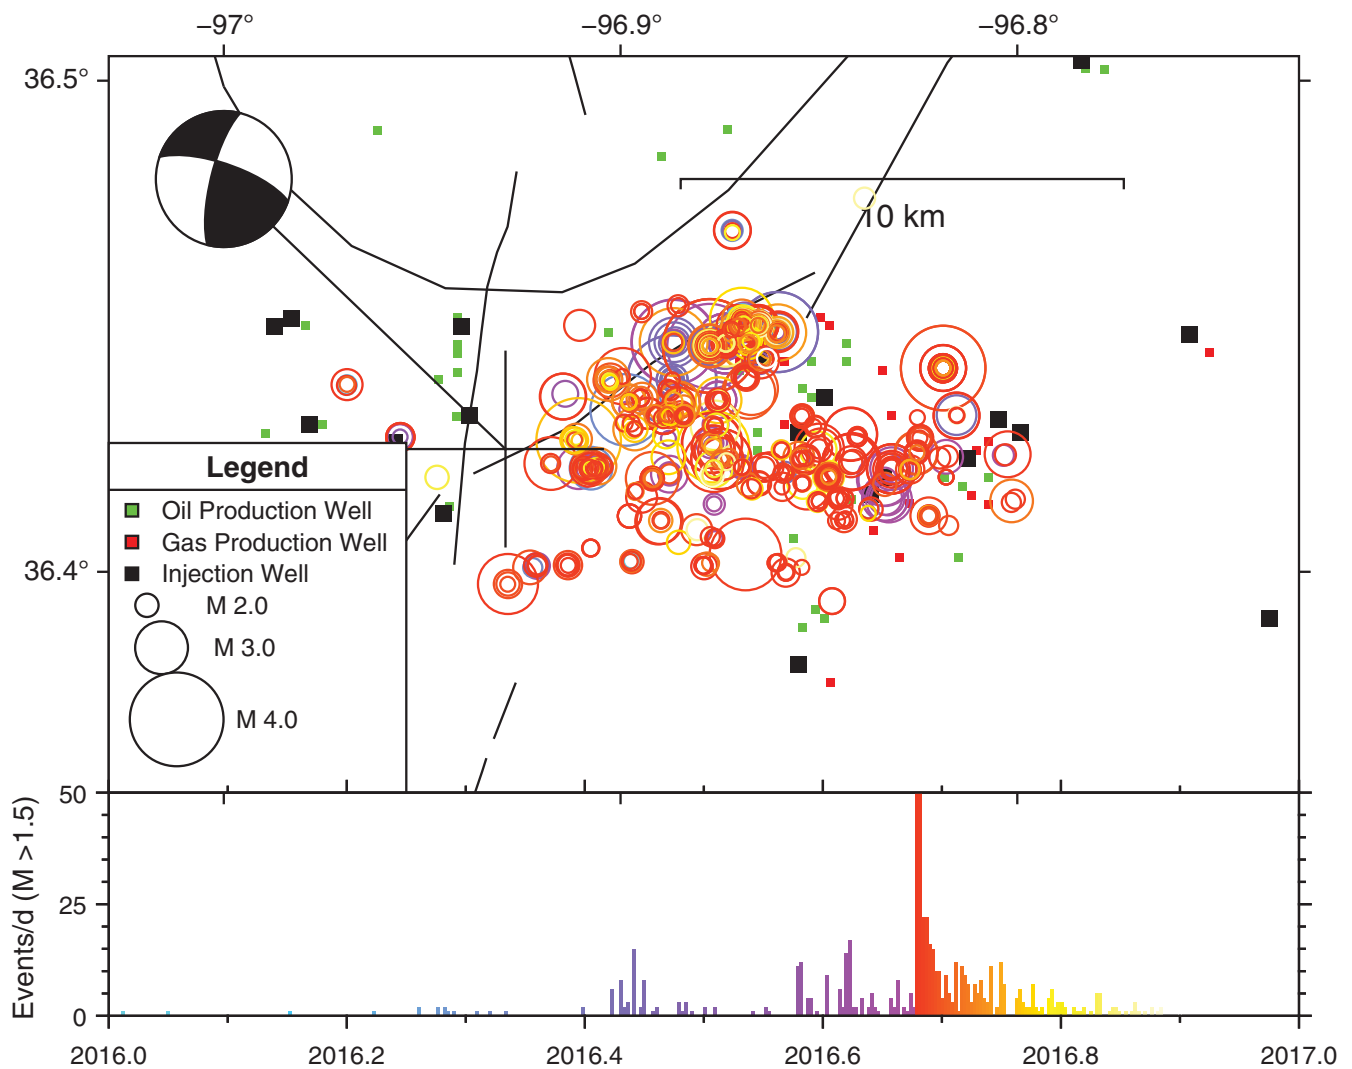 −97° −96.9° −96.8°
36.5°
10 km
36.4°
Legend
Oil Production Well
Gas Production Well
Injection Well
M 2.0
M 3.0
M 4.0
Events/d (M >1.5)
50
25
0
2016.0 2016.2 2016.4 2016.6 2016.8 2017.0